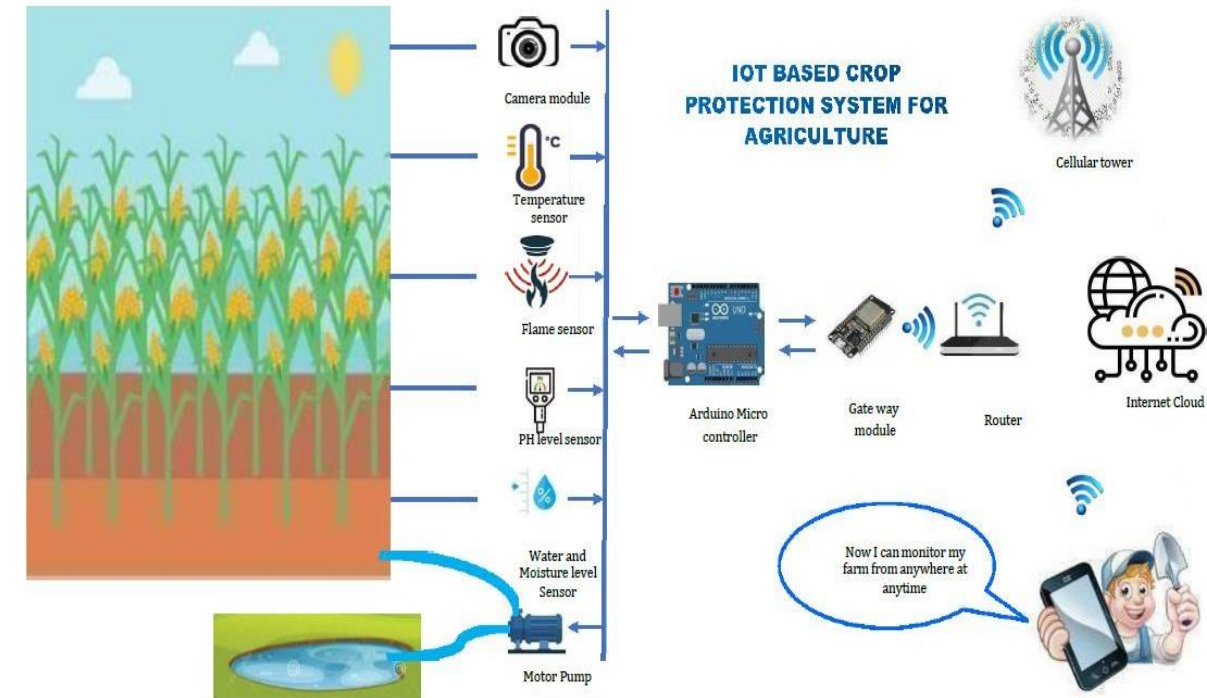 IOT BASED CROP
PROTECTION SYSTEM FOR
AGRICULTURE
Camera module
°C
Temperature
sensor
Flame sensor
PH level sensor
%
Water and
Moisture level
Sensor
Motor Pump
UNO
ARDUINO
Arduino Micro
controller
Gate way
module
Router
Cellular tower
Internet Cloud
Now I can monitor my
farm from anywhere at
anytime